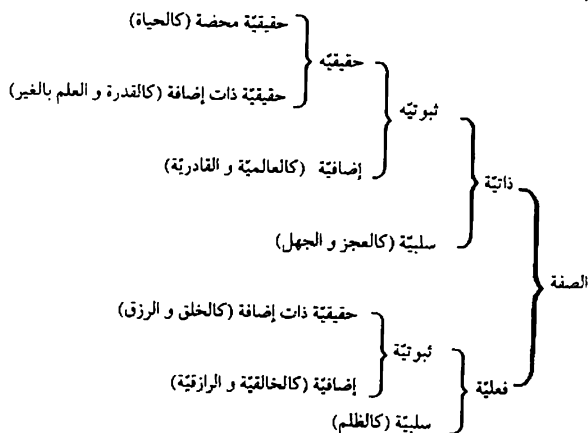 حقيقيّة محضة (كالحياة)
حقيقيّه
حقيقيّة ذات إضافة (كالقدرة و العلم بالغير)
ثبوتيّه
إضافيّة (كالعالميّة و القادريّة)
ذاتيّة
سلبيّة (كالعجز و الجهل)
الصفة
حقيقيّة ذات إضافة (كالخلق و الرزق)
ثبوتيّة
إضافيّة (كالخالقيّة و الرازقيّة)
فعليّة
سلبيّة (كالظلم)